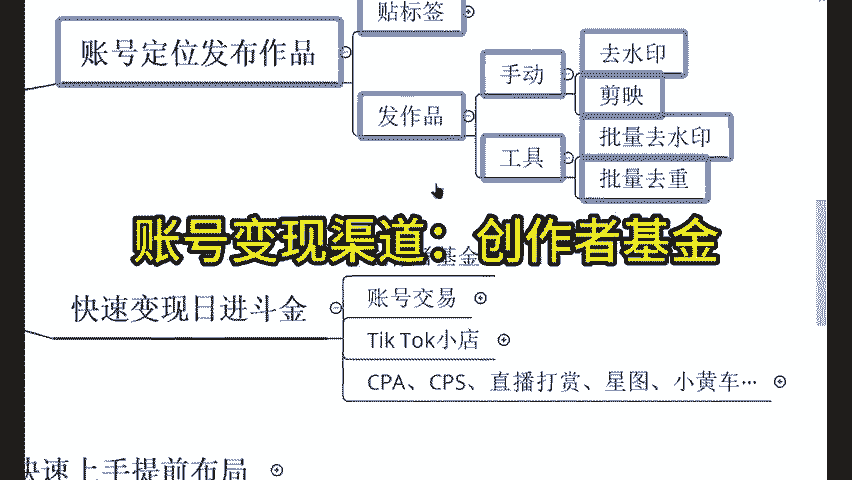 贴标签
账号定位发布作品
去水印
手动
剪映
发作品
批量去水印
工具
批量去重
账号变现渠道：创作者基金
基金
快速变现日进斗金
账号交易
Tik Tok小店
CPA、CPS、直播打赏、星图、小黄车…
快速上手提前布局